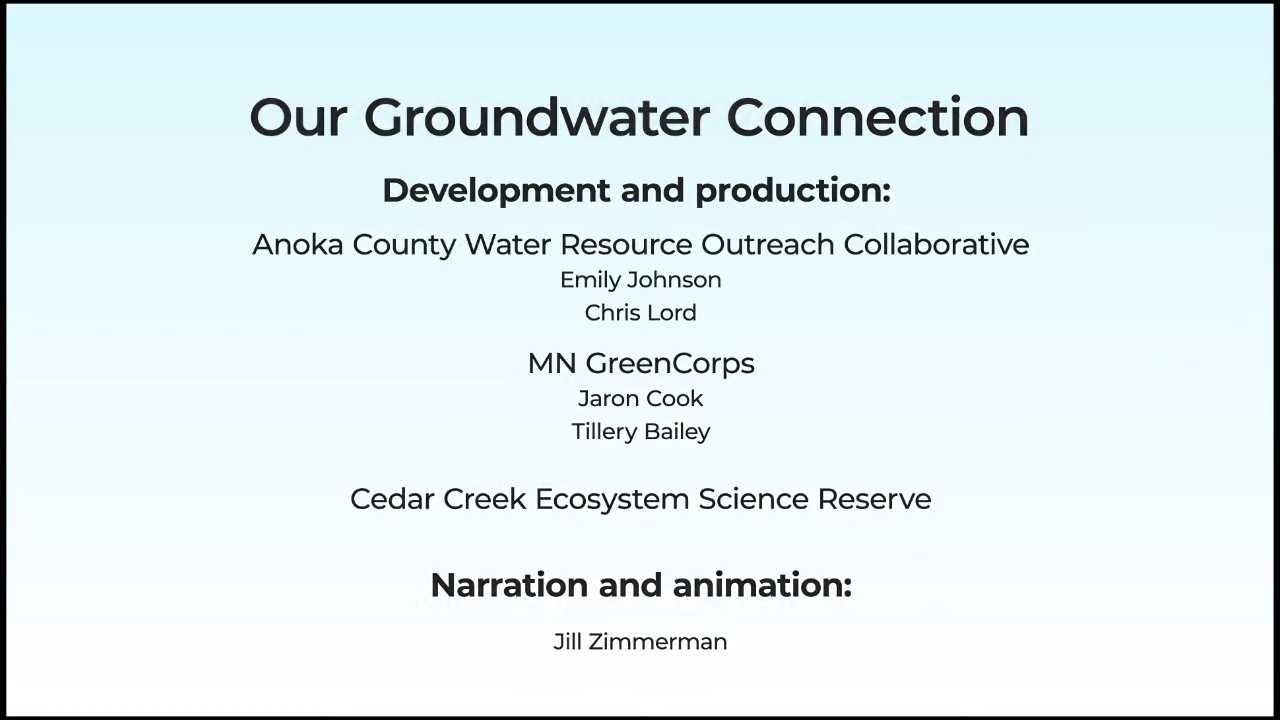 Our Groundwater Connection
Development and production:
Anoka County Water Resource Outreach Collaborative
Emily Johnson
Chris Lord
MN GreenCorps
Jaron Cook
Tillery Bailey
Cedar Creek Ecosystem Science Reserve
Narration and animation:
Jill Zimmerman